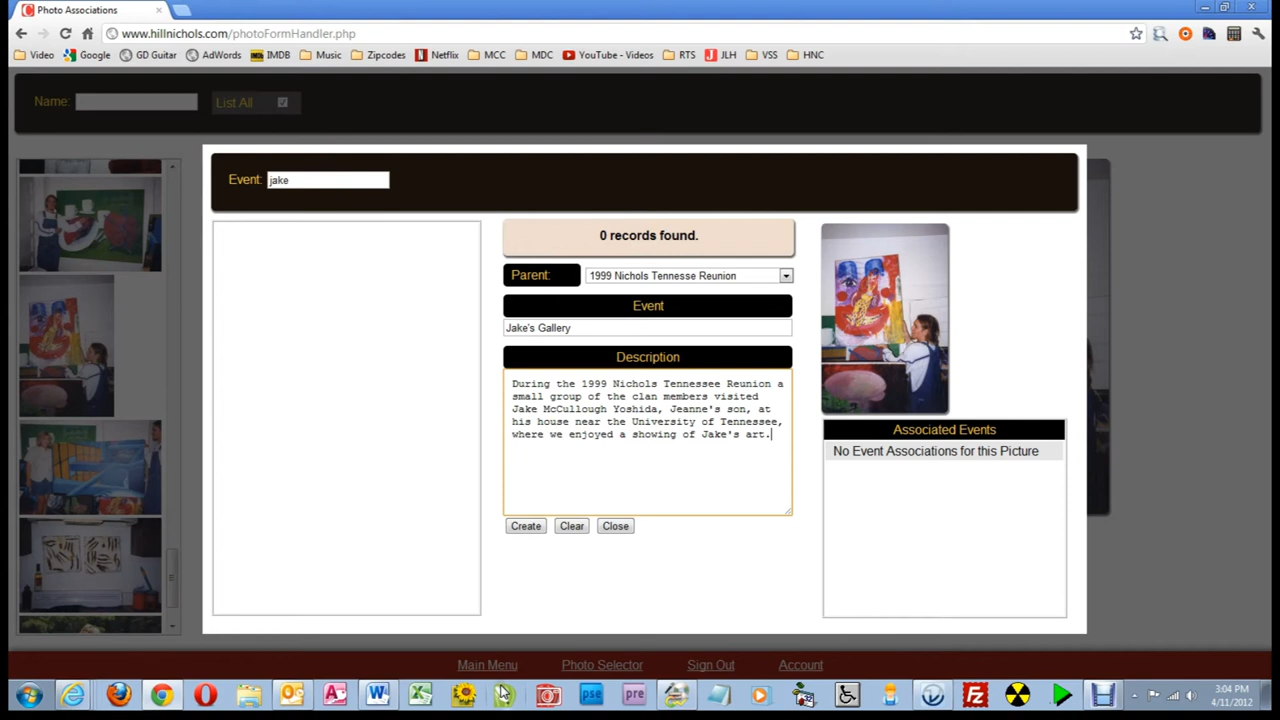 Photo Associations
www.hillnichols.com/photoFormHandler.php
Video Google GD Guitar AdWords IMDB Music Zipcodes Netflix MCC MDC YouTube - Videos RTS JLH VSS HNC
Name: List All
Event: jake
0 records found.
Parent: 1999 Nichols Tennesse Reunion
Event
Jake's Gallery
Description
During the 1999 Nichols Tennessee Reunion a
small group of the clan members visited
Jake McCullough Yoshida, Jeanne's son, at
his house near the University of Tennessee,
where we enjoyed a showing of Jake's art.
Create Clear Close
Associated Events
No Event Associations for this Picture
Main Menu Photo Selector Sign Out Account
pse pre
3:04 PM
4/11/2012